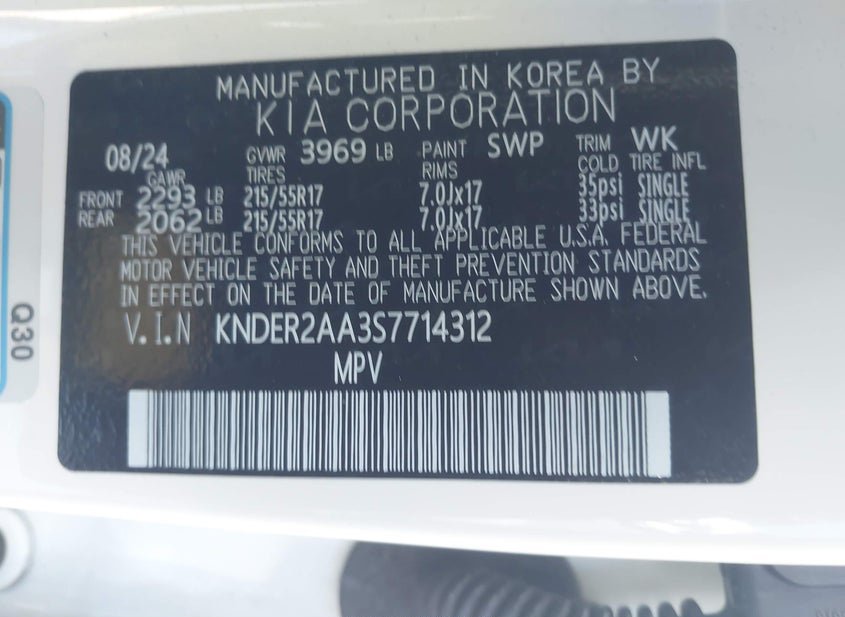 MANUFACTURED IN KOREA BY
KIA CORPORATION
08/24 GVWR 3969 LB PAINT SWP TRIM WK
GAWR TIRES RIMS COLD TIRE INFL
FRONT 2293 LB 215/55R17 7.0Jx17 35psi SINGLE
REAR 2062 LB 215/55R17 7.0Jx17 33psi SINGLE
THIS VEHICLE CONFORMS TO ALL APPLICABLE U.S.A. FEDERAL
MOTOR VEHICLE SAFETY AND THEFT PREVENTION STANDARDS
IN EFFECT ON THE DATE OF MANUFACTURE SHOWN ABOVE.
V.I.N KNDER2AA3S7714312
MPV
Q30